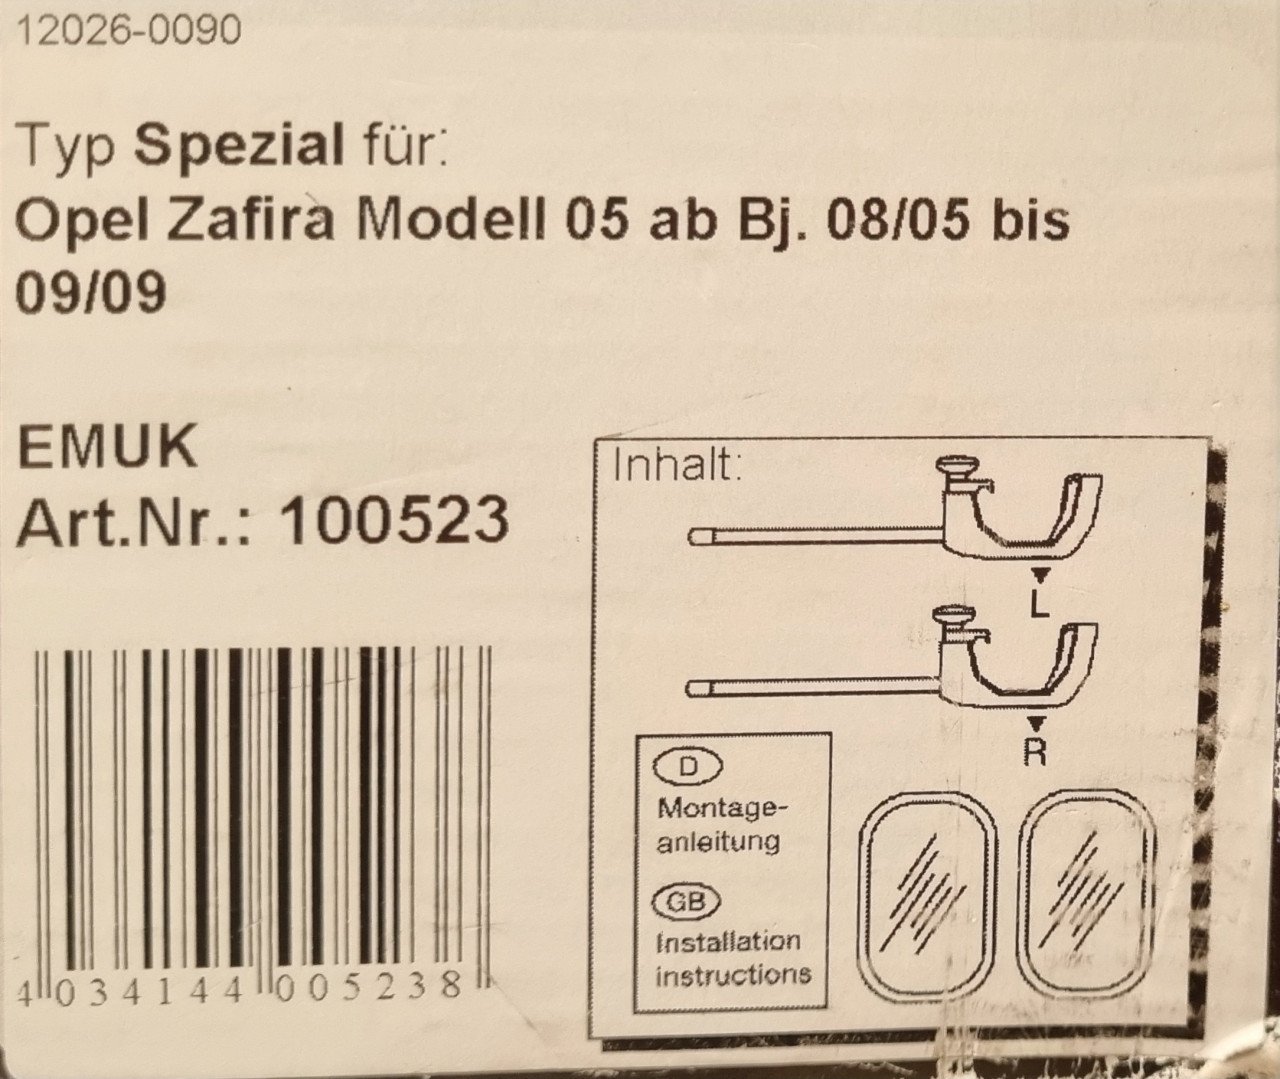 12026-0090
Typ Spezial für:
Opel Zafira Modell 05 ab Bj. 08/05 bis
09/09
EMUK
Art.Nr.: 100523
4 034144 005238
Inhalt:
L
R
D
Montage-
anleitung
GB
Installation
instructions